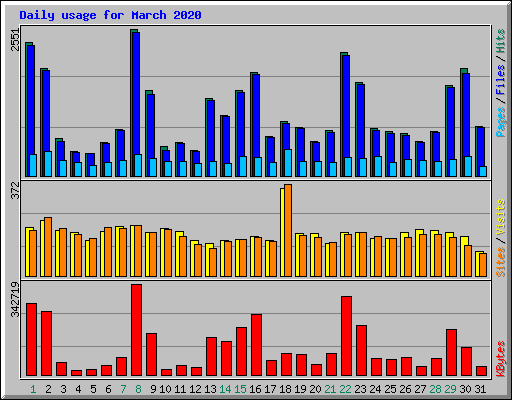 Daily usage for March 2020
2551
Pages / Files / Hits
372
Sites / Visits
342719
KBytes
1 2 3 4 5 6 7 8 9 10 11 12 13 14 15 16 17 18 19 20 21 22 23 24 25 26 27 28 29 30 31